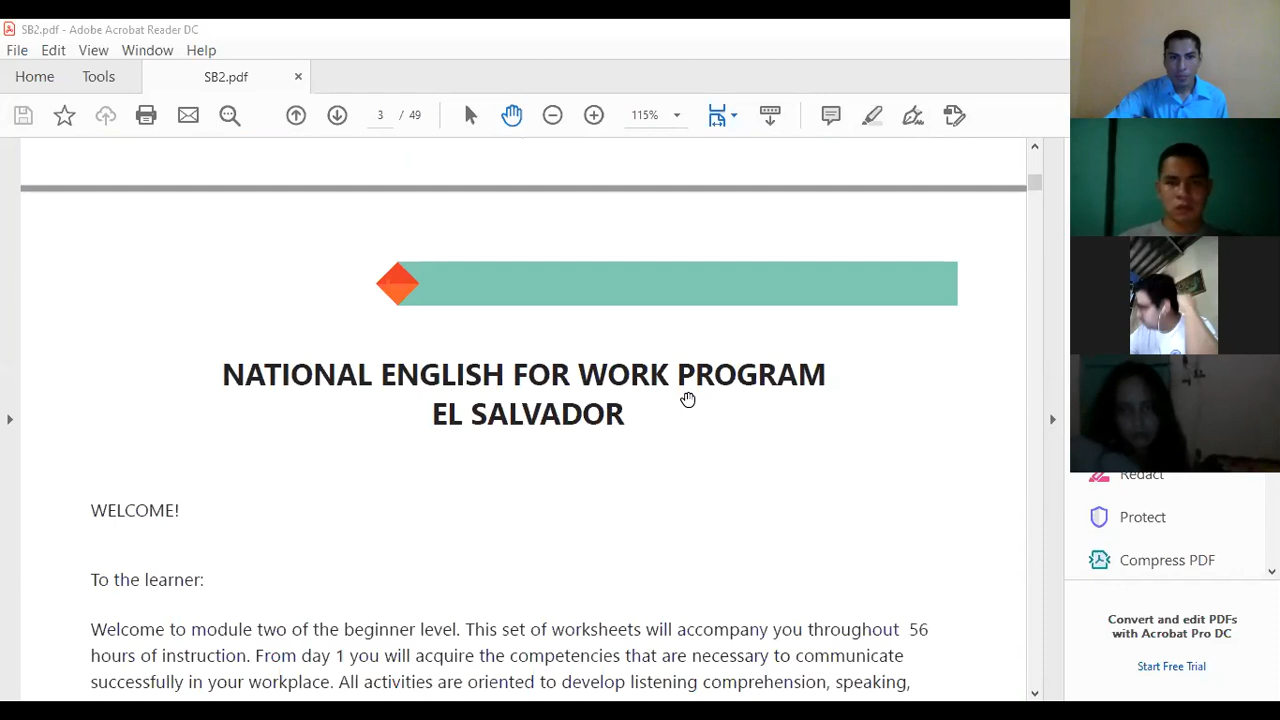 SB2.pdf - Adobe Acrobat Reader DC
File Edit View Window Help
Home Tools SB2.pdf ×
3 / 49 115%
NATIONAL ENGLISH FOR WORK PROGRAM
EL SALVADOR
WELCOME!
To the learner:
Welcome to module two of the beginner level. This set of worksheets will accompany you throughout 56
hours of instruction. From day 1 you will acquire the competencies that are necessary to communicate
successfully in your workplace. All activities are oriented to develop listening comprehension, speaking,
Redact
Protect
Compress PDF
Convert and edit PDFs
with Acrobat Pro DC
Start Free Trial